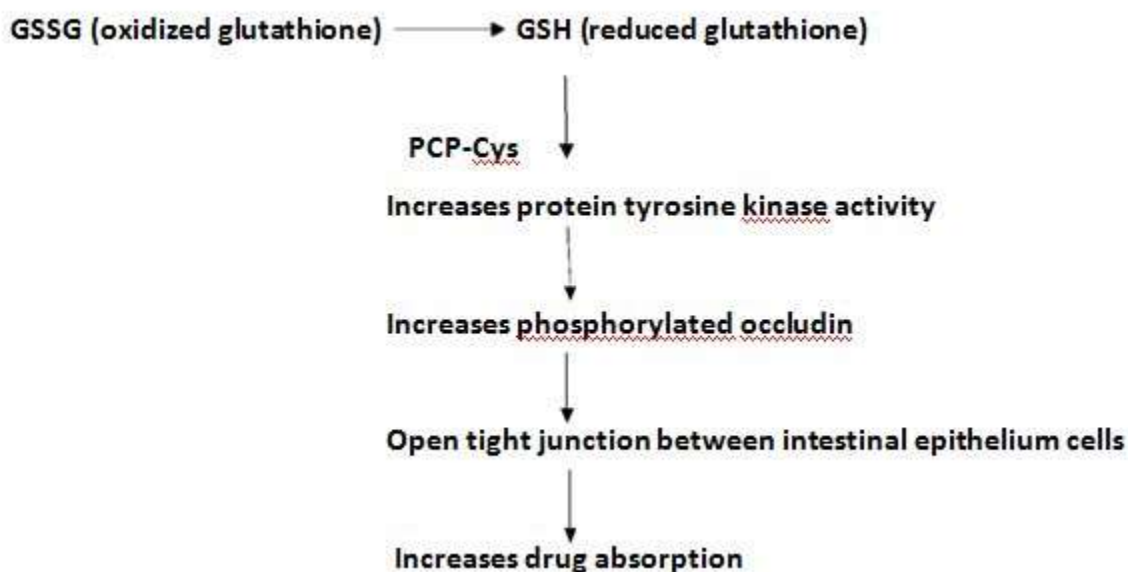 GSSG (oxidized glutathione) GSH (reduced glutathione)
PCP-Cys
Increases protein tyrosine kinase activity
Increases phosphorylated occludin
Open tight junction between intestinal epithelium cells
Increases drug absorption